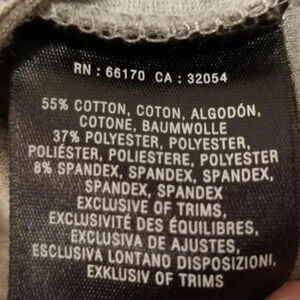 RN : 66170 CA : 32054
55% COTTON, COTON, ALGODÓN,
COTONE, BAUMWOLLE
37% POLYESTER, POLYESTER,
POLIÉSTER, POLIESTERE, POLYESTER
8% SPANDEX, SPANDEX, SPANDEX,
SPANDEX, SPANDEX
EXCLUSIVE OF TRIMS,
EXCLUSIVITÉ DES ÉQUILIBRES,
EXCLUSIVA DE AJUSTES,
ESCLUSIVA LONTANO DISPOSIZIONI,
EXKLUSIV OF TRIMS